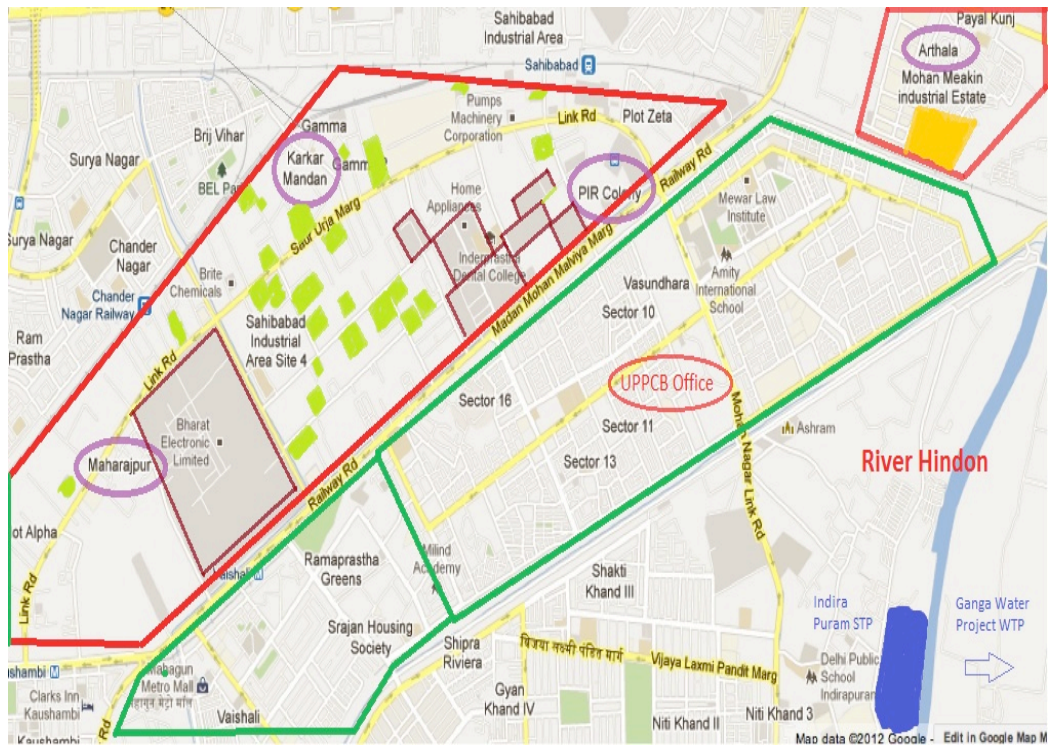 Sahibabad
Industrial Area
Payal Kunj
Arthala
Mohan Meakin
industrial Estate
Sahibabad
Pumps
Machinery
Corporation
Link Rd
Plot Zeta
Gamma
Brij Vihar
Surya Nagar
Karkar
Mandan
BEL
Home
Appliances
PIR Colony
Railway Rd
Mewar Law
Institute
Surya Nagar
Chander
Nagar
Saur Urja Marg
Dental College
Madan Mohan Malviya Marg
Amity
International
School
Vasundhara
Brite
Chemicals
Chander
Nagar Railway
Sector 10
Sahibabad
Industrial
Area Site 4
Ram
Prastha
Link Rd
UPPCB Office
Sector 16
Sector 11
Mohan Nagar Link Rd
Bharat
Electronic
Limited
Ashram
Maharajpur
Sector 13
River Hindon
Railway Rd
ot Alpha
Ramaprastha
Greens
Milind
Academy
Vaishali
Shakti
Khand III
Link Rd
Indira
Puram STP
Ganga Water
Project WTP
Srajan Housing
Society
Shipra
Riviera
विजया लक्ष्मी पंडित मार्ग
Vijaya Laxmi Pandit Marg
Delhi Public
School
Indirapuran
ushambi
Metro Mall
Clarks Inn
Kaushambi
Gyan
Khand IV
Vaishali
Niti Khand II
Niti Khand 3
Kaushambi
Rd
Map data ©2012 Google -
Edit in Google Map M